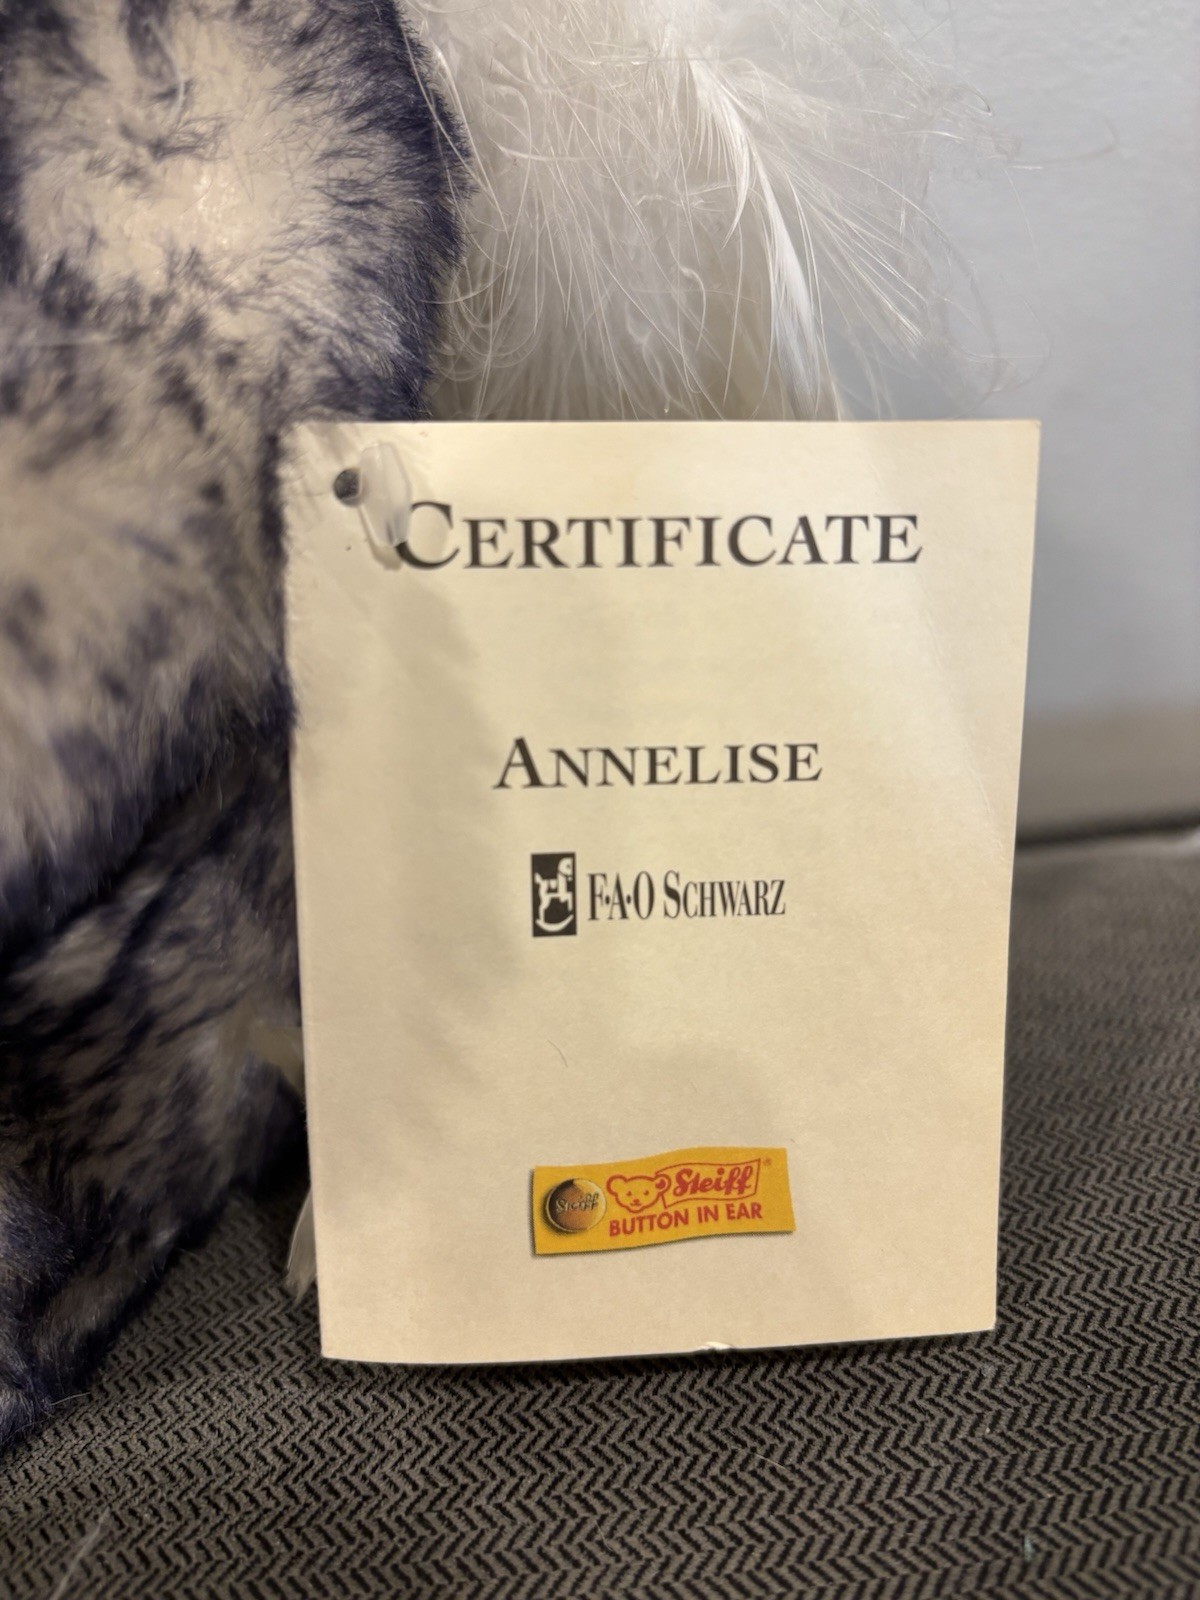 CERTIFICATE
ANNELISE
F·A·O SCHWARZ
Steiff
Steiff®
BUTTON IN EAR